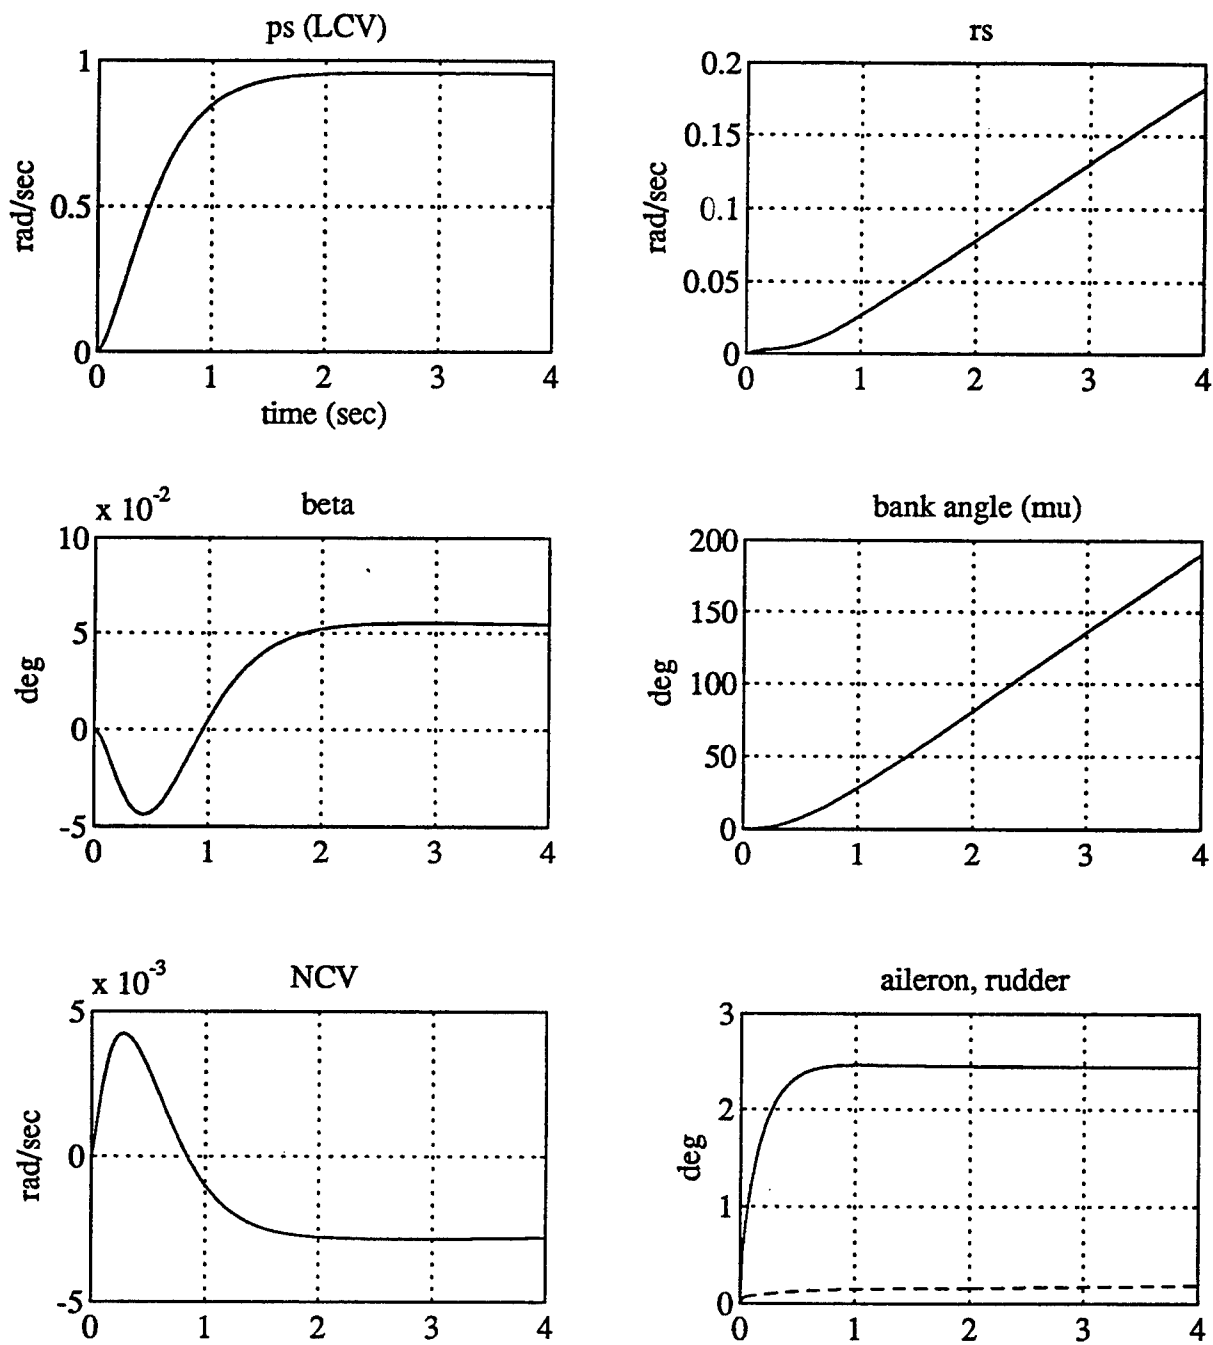 ps (LCV)
1
0.5
0
rad/sec
0 1 2 3 4
time (sec)
rs
0.2
0.15
0.1
0.05
0
rad/sec
0 1 2 3 4
x 10^-2
beta
10
5
0
-5
deg
0 1 2 3 4
bank angle (mu)
200
150
100
50
0
deg
0 1 2 3 4
x 10^-3
NCV
5
0
-5
rad/sec
0 1 2 3 4
aileron, rudder
3
2
1
0
deg
0 1 2 3 4